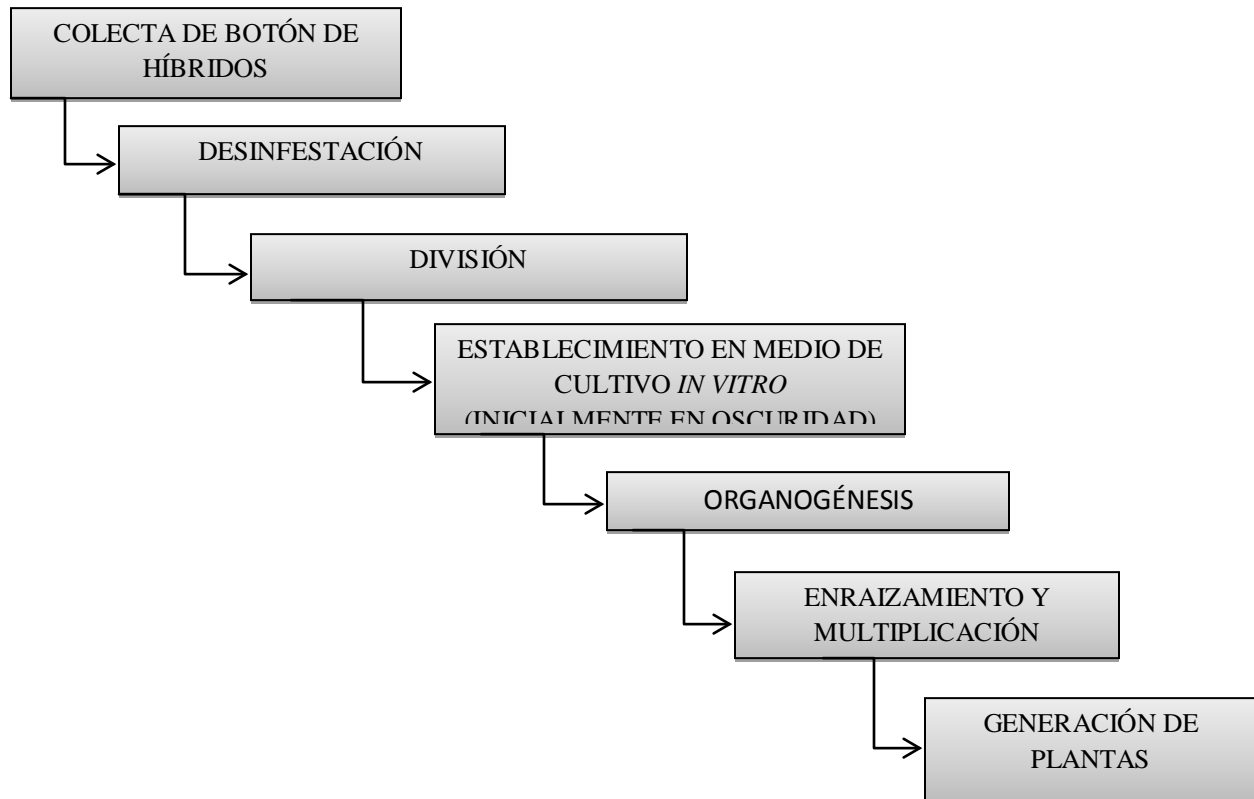 COLECTA DE BOTÓN DE
HÍBRIDOS
DESINFESTACIÓN
DIVISIÓN
ESTABLECIMIENTO EN MEDIO DE
CULTIVO IN VITRO
(INICIALMENTE EN OSCURIDAD)
ORGANOGÉNESIS
ENRAIZAMIENTO Y
MULTIPLICACIÓN
GENERACIÓN DE
PLANTAS